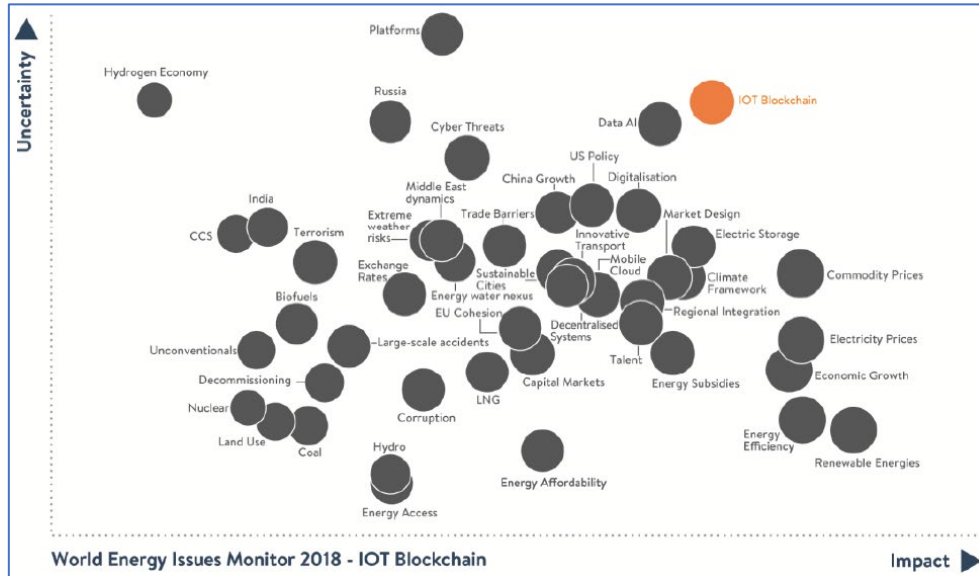 Uncertainty
Platforms
Hydrogen Economy
Russia
IOT Blockchain
Data AI
Cyber Threats
US Policy
Middle East
dynamics
China Growth
Digitalisation
India
Extreme
weather
risks
Trade Barriers
Market Design
CCS
Terrorism
Innovative
Transport
Electric Storage
Exchange
Rates
Sustainable
Cities
Mobile
Cloud
Climate
Framework
Commodity Prices
Biofuels
Energy water nexus
EU Cohesion
Decentralised
Systems
Regional Integration
Unconventionals
Large-scale accidents
Electricity Prices
Talent
Decommissioning
LNG
Capital Markets
Energy Subsidies
Economic Growth
Nuclear
Land Use
Coal
Corruption
Energy
Efficiency
Renewable Energies
Hydro
Energy Access
Energy Affordability
World Energy Issues Monitor 2018 - IOT Blockchain
Impact